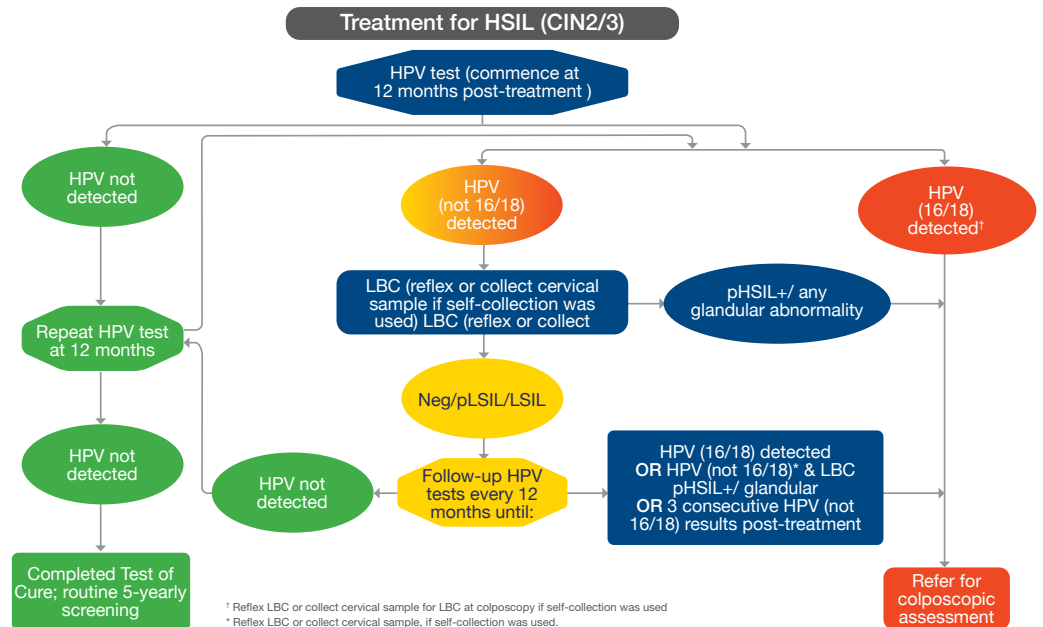 Treatment for HSIL (CIN2/3)
HPV test (commence at
12 months post-treatment )
HPV not
detected
HPV
(not 16/18)
detected
HPV
(16/18)
detected†
LBC (reflex or collect cervical
sample if self-collection was
used) LBC (reflex or collect
pHSIL+/ any
glandular abnormality
Repeat HPV test
at 12 months
Neg/pLSIL/LSIL
HPV not
detected
HPV not
detected
Follow-up HPV
tests every 12
months until:
HPV (16/18) detected
OR HPV (not 16/18)* & LBC
pHSIL+/ glandular
OR 3 consecutive HPV (not
16/18) results post-treatment
Completed Test of
Cure; routine 5-yearly
screening
Refer for
colposcopic
assessment
† Reflex LBC or collect cervical sample for LBC at colposcopy if self-collection was used
* Reflex LBC or collect cervical sample, if self-collection was used.